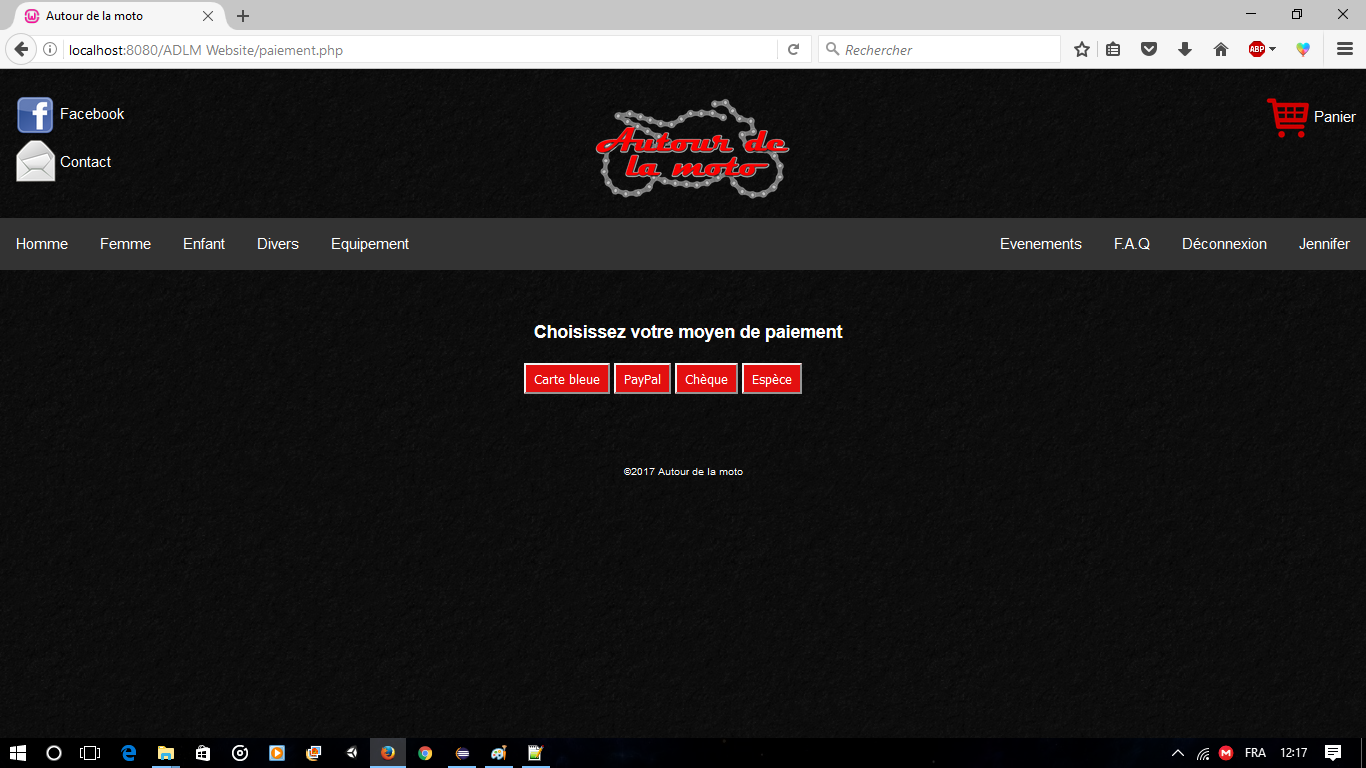 Autour de la moto
localhost:8080/ADLM Website/paiement.php
Rechercher
ABP
Facebook
Contact
Autour de
la moto
Panier
Homme Femme Enfant Divers Equipement Evenements F.A.Q Déconnexion Jennifer
Choisissez votre moyen de paiement
Carte bleue PayPal Chèque Espèce
©2017 Autour de la moto
FRA 12:17